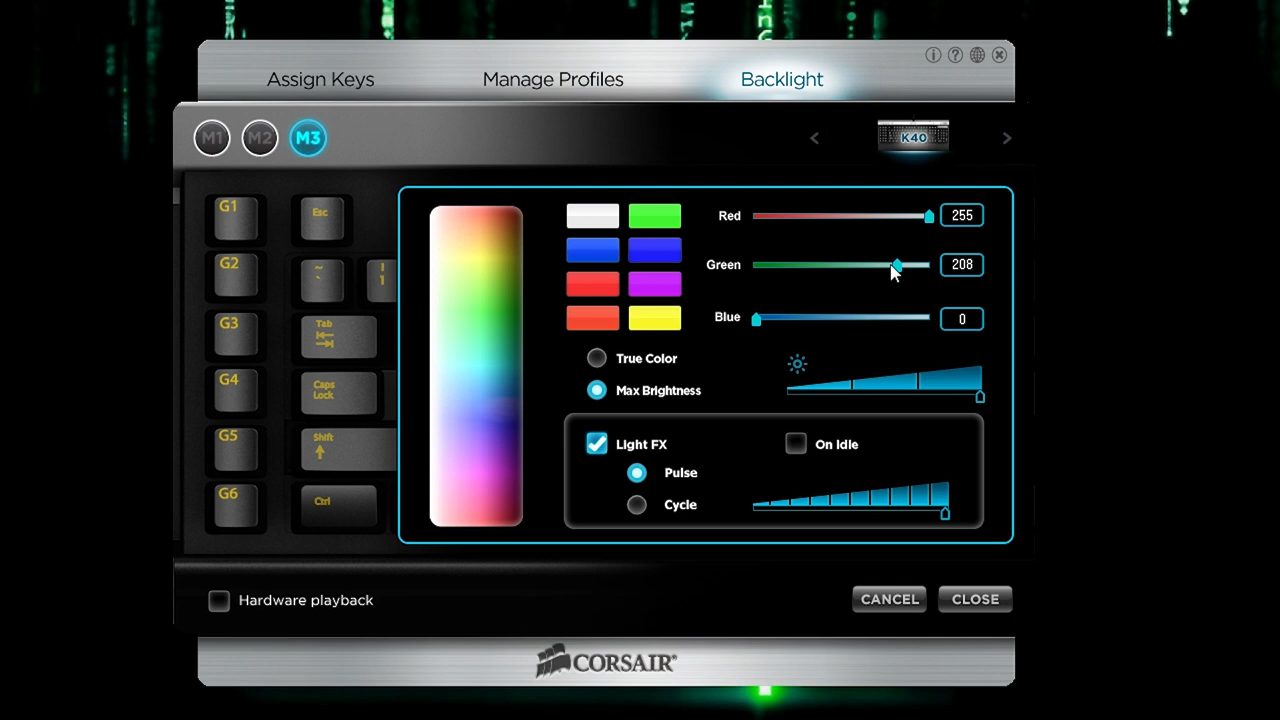 Assign Keys
Manage Profiles
Backlight
M1
M2
M3
K40
G1
Esc
Red
255
G2
~
`
!
1
Green
208
G3
Tab
Blue
0
True Color
G4
Caps
Lock
Max Brightness
G5
Shift
Light FX
On Idle
Pulse
G6
Ctrl
Cycle
Hardware playback
CANCEL
CLOSE
CORSAIR